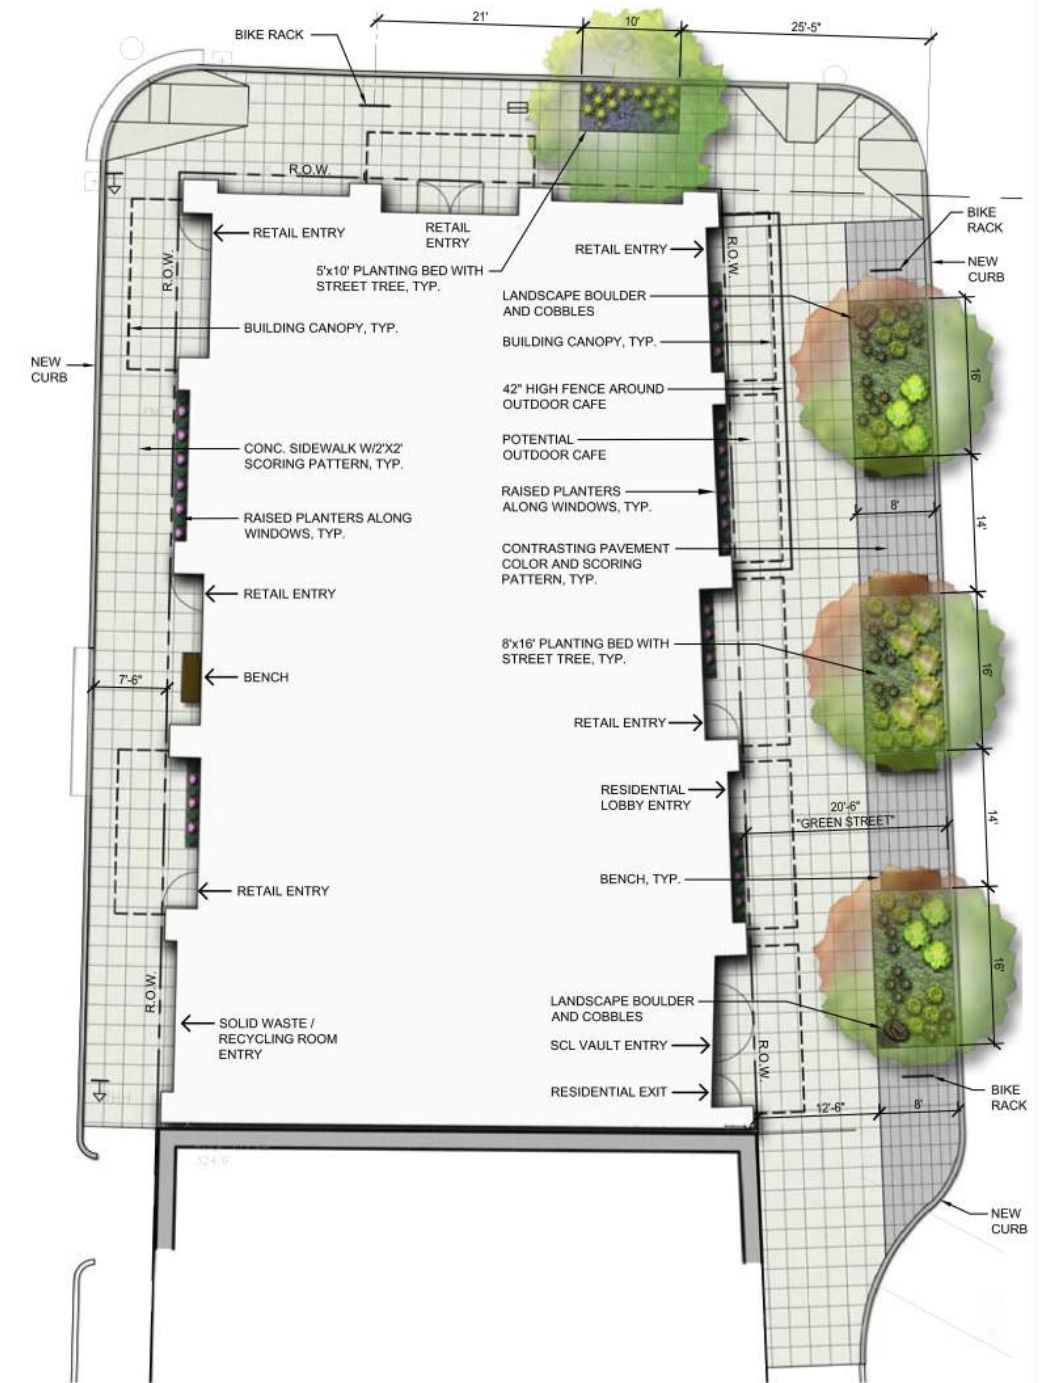 21'
10'
25'-5"
BIKE RACK
R.O.W.
RETAIL ENTRY
RETAIL
ENTRY
RETAIL ENTRY
BIKE
RACK
R.O.W.
R.O.W.
5'x10' PLANTING BED WITH
STREET TREE, TYP.
NEW
CURB
LANDSCAPE BOULDER
AND COBBLES
BUILDING CANOPY, TYP.
BUILDING CANOPY, TYP.
NEW
CURB
16'
42" HIGH FENCE AROUND
OUTDOOR CAFE
CONC. SIDEWALK W/2'X2'
SCORING PATTERN, TYP.
POTENTIAL
OUTDOOR CAFE
RAISED PLANTERS
ALONG WINDOWS, TYP.
8'
14'
RAISED PLANTERS ALONG
WINDOWS, TYP.
CONTRASTING PAVEMENT
COLOR AND SCORING
PATTERN, TYP.
RETAIL ENTRY
8'x16' PLANTING BED WITH
STREET TREE, TYP.
16'
7'-6"
BENCH
RETAIL ENTRY
RESIDENTIAL
LOBBY ENTRY
20'-6"
"GREEN STREET"
14'
RETAIL ENTRY
BENCH, TYP.
16'
R.O.W.
LANDSCAPE BOULDER
AND COBBLES
SOLID WASTE /
RECYCLING ROOM
ENTRY
SCL VAULT ENTRY
R.O.W.
RESIDENTIAL EXIT
BIKE
RACK
12'-6"
8'
324.9'
NEW
CURB